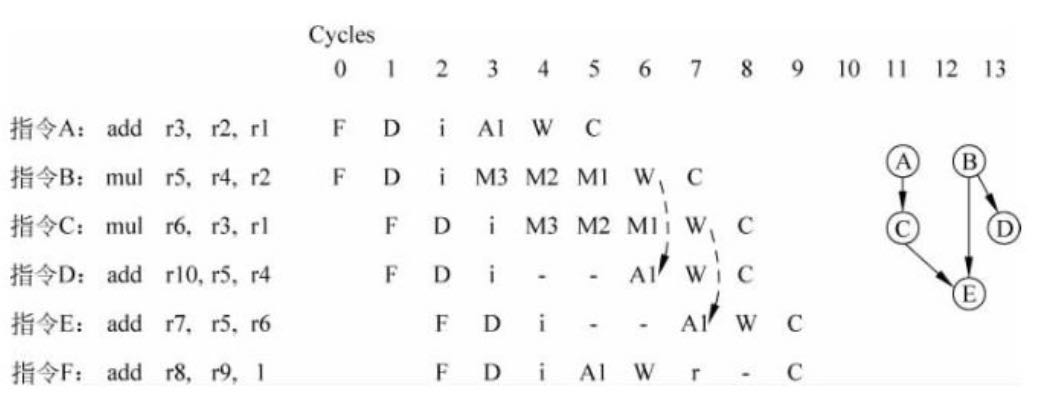 Cycles
0 1 2 3 4 5 6 7 8 9 10 11 12 13
指令A: add r3, r2, r1 F D i A1 W C
指令B: mul r5, r4, r2 F D i M3 M2 M1 W C
指令C: mul r6, r3, r1 F D i M3 M2 M1 W C
指令D: add r10, r5, r4 F D i - - A1 W C
指令E: add r7, r5, r6 F D i - - A1 W C
指令F: add r8, r9, 1 F D i A1 W r - C
A B
C D
E